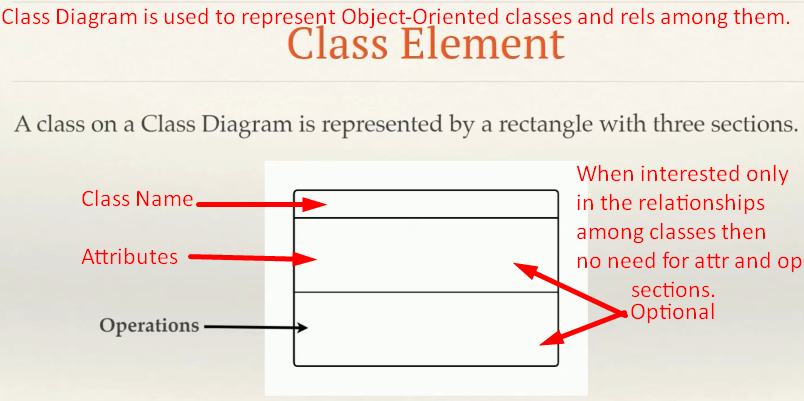 Class Diagram is used to represent Object-Oriented classes and rels among them.
Class Element
A class on a Class Diagram is represented by a rectangle with three sections.
Class Name
Attributes
Operations
When interested only
in the relationships
among classes then
no need for attr and op
sections.
Optional